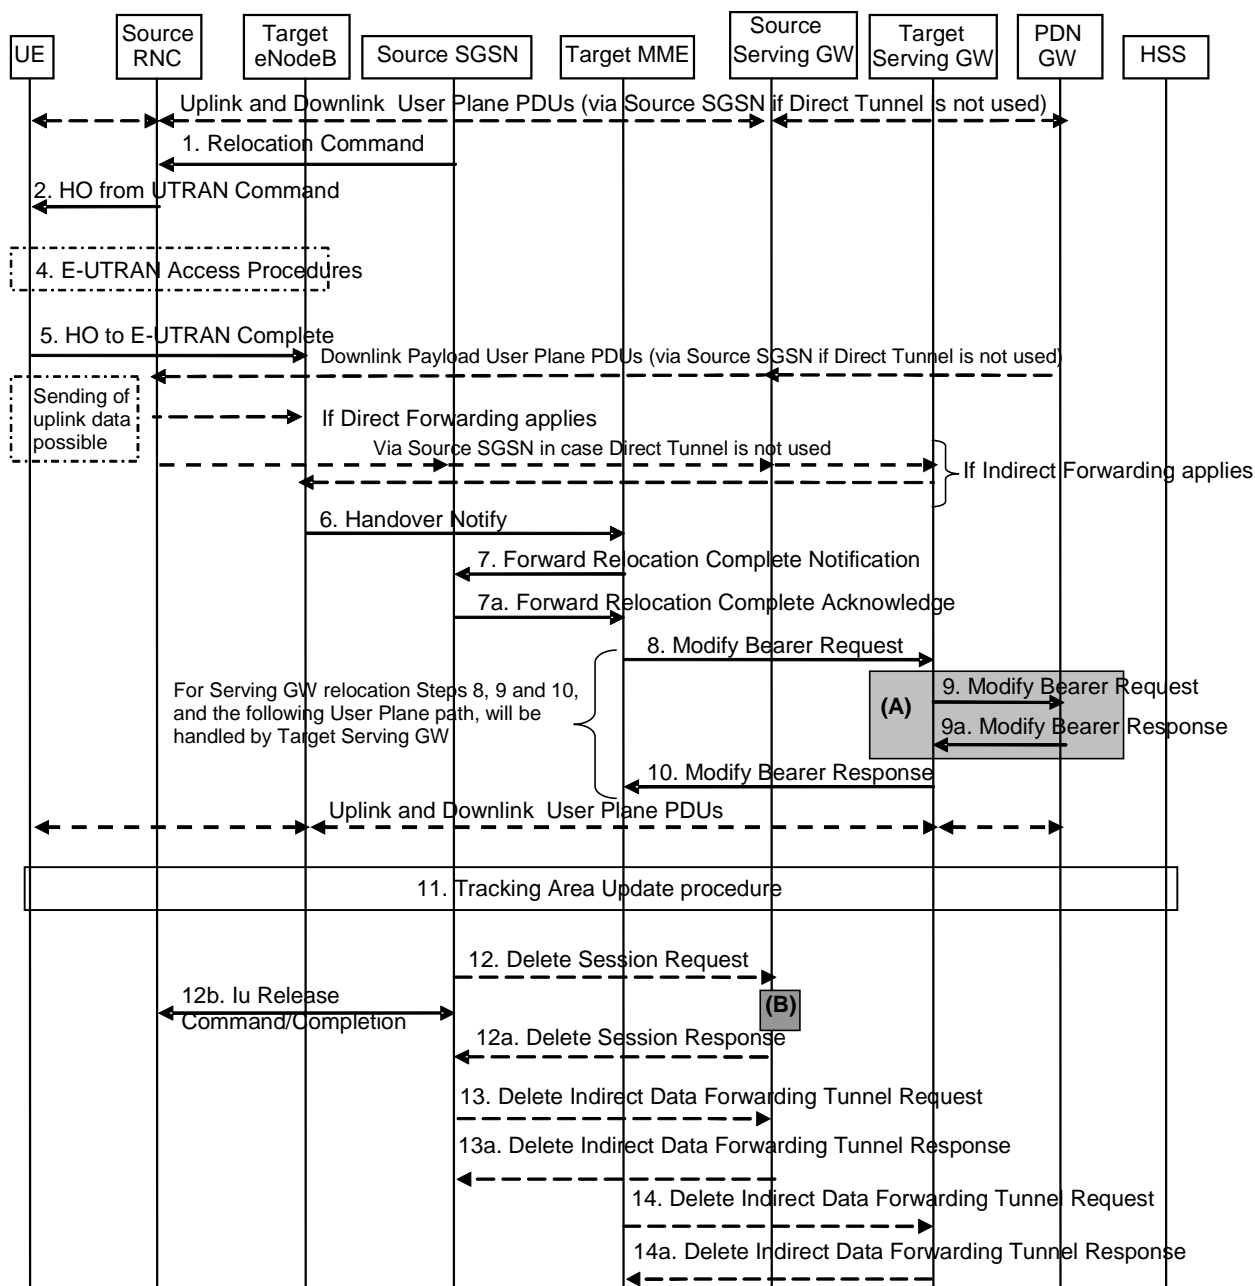 UE
Source
RNC
Target
eNodeB
Source SGSN
Target MME
Source
Serving GW
Target
Serving GW
PDN
GW
HSS
Uplink and Downlink User Plane PDUs (via Source SGSN if Direct Tunnel is not used)
1. Relocation Command
2. HO from UTRAN Command
4. E-UTRAN Access Procedures
5. HO to E-UTRAN Complete
Downlink Payload User Plane PDUs (via Source SGSN if Direct Tunnel is not used)
Sending of
uplink data
possible
If Direct Forwarding applies
Via Source SGSN in case Direct Tunnel is not used
If Indirect Forwarding applies
6. Handover Notify
7. Forward Relocation Complete Notification
7a. Forward Relocation Complete Acknowledge
8. Modify Bearer Request
For Serving GW relocation Steps 8, 9 and 10,
and the following User Plane path, will be
handled by Target Serving GW
(A)
9. Modify Bearer Request
9a. Modify Bearer Response
10. Modify Bearer Response
Uplink and Downlink User Plane PDUs
11. Tracking Area Update procedure
12. Delete Session Request
12b. Iu Release
Command/Completion
(B)
12a. Delete Session Response
13. Delete Indirect Data Forwarding Tunnel Request
13a. Delete Indirect Data Forwarding Tunnel Response
14. Delete Indirect Data Forwarding Tunnel Request
14a. Delete Indirect Data Forwarding Tunnel Response